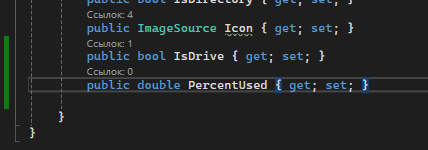 public bool IsDirectory { get; set; }
Ссылок: 4
public ImageSource Icon { get; set; }
Ссылок: 1
public bool IsDrive { get; set; }
Ссылок: 0
public double PercentUsed { get; set; }
}
}